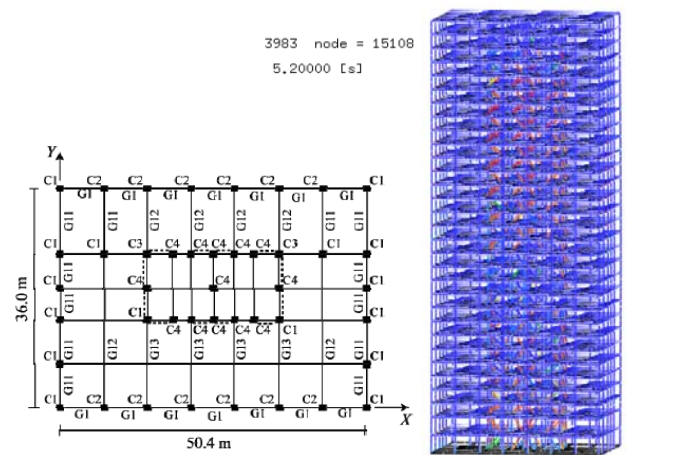 3983 node = 15108
5.20000 [s]
Y
C1 C2 C2 C2 C2 C2 C2 C1
G1 G1 G1 G1 G1 G1 G1
G11 G11 G12 G12 G12 G12 G11
C1 C1 C3 C4 C4 C4 C4 C3 C1 C1
G11 G11
C1 C4 C4 C4 C1
36.0 m
G11 G11
C1 C1 C1
C4 C4 C4 C4 C1
G11 G12 G13 G13 G13 G13 G12 G11
C1 C1
G11 G11
C1 C2 C2 C2 C2 C2 C2 C1
G1 G1 G1 G1 G1 G1 G1
X
50.4 m